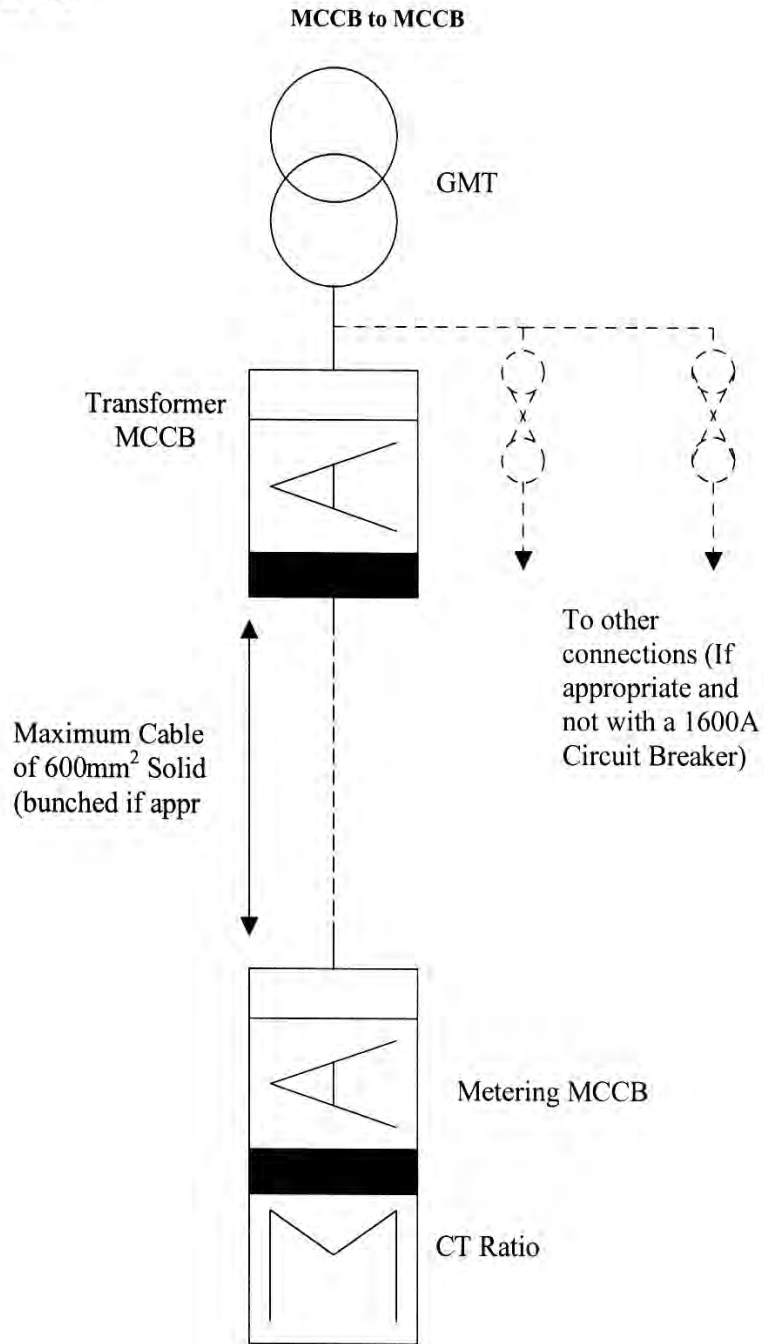 MCCB to MCCB
GMT
Transformer
MCCB
To other
connections (If
appropriate and
not with a 1600A
Circuit Breaker)
Maximum Cable
of 600mm² Solid
(bunched if appr
Metering MCCB
CT Ratio